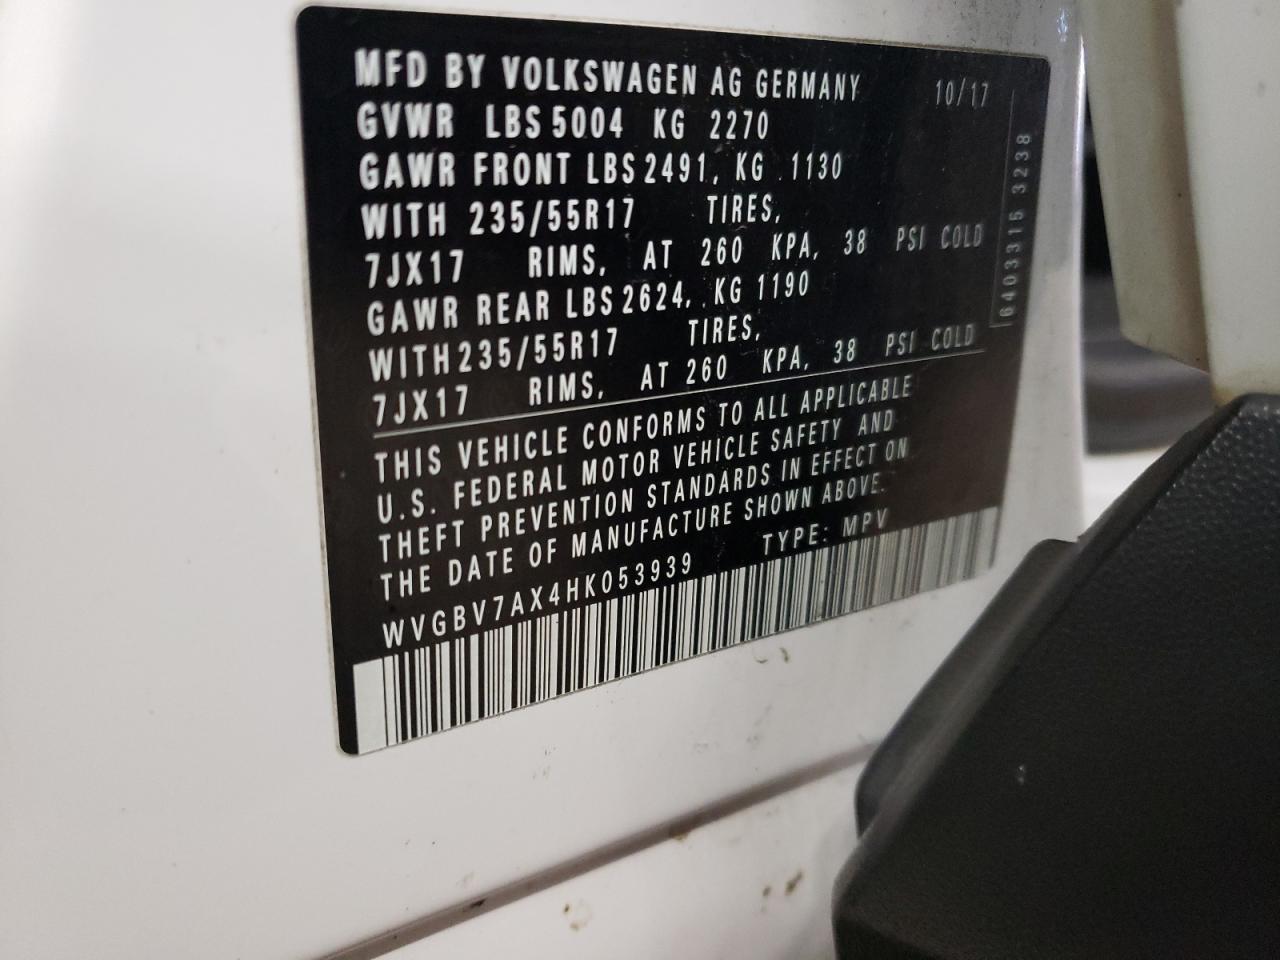 MFD BY VOLKSWAGEN AG GERMANY 10/17
GVWR LBS 5004 KG 2270
GAWR FRONT LBS 2491, KG 1130
WITH 235/55R17 TIRES,
7JX17 RIMS, AT 260 KPA, 38 PSI COLD
GAWR REAR LBS 2624, KG 1190
WITH 235/55R17 TIRES,
7JX17 RIMS, AT 260 KPA, 38 PSI COLD
THIS VEHICLE CONFORMS TO ALL APPLICABLE
U.S. FEDERAL MOTOR VEHICLE SAFETY AND
THEFT PREVENTION STANDARDS IN EFFECT ON
THE DATE OF MANUFACTURE SHOWN ABOVE.
WVGBV7AX4HK053939 TYPE: MPV
6403315 3238